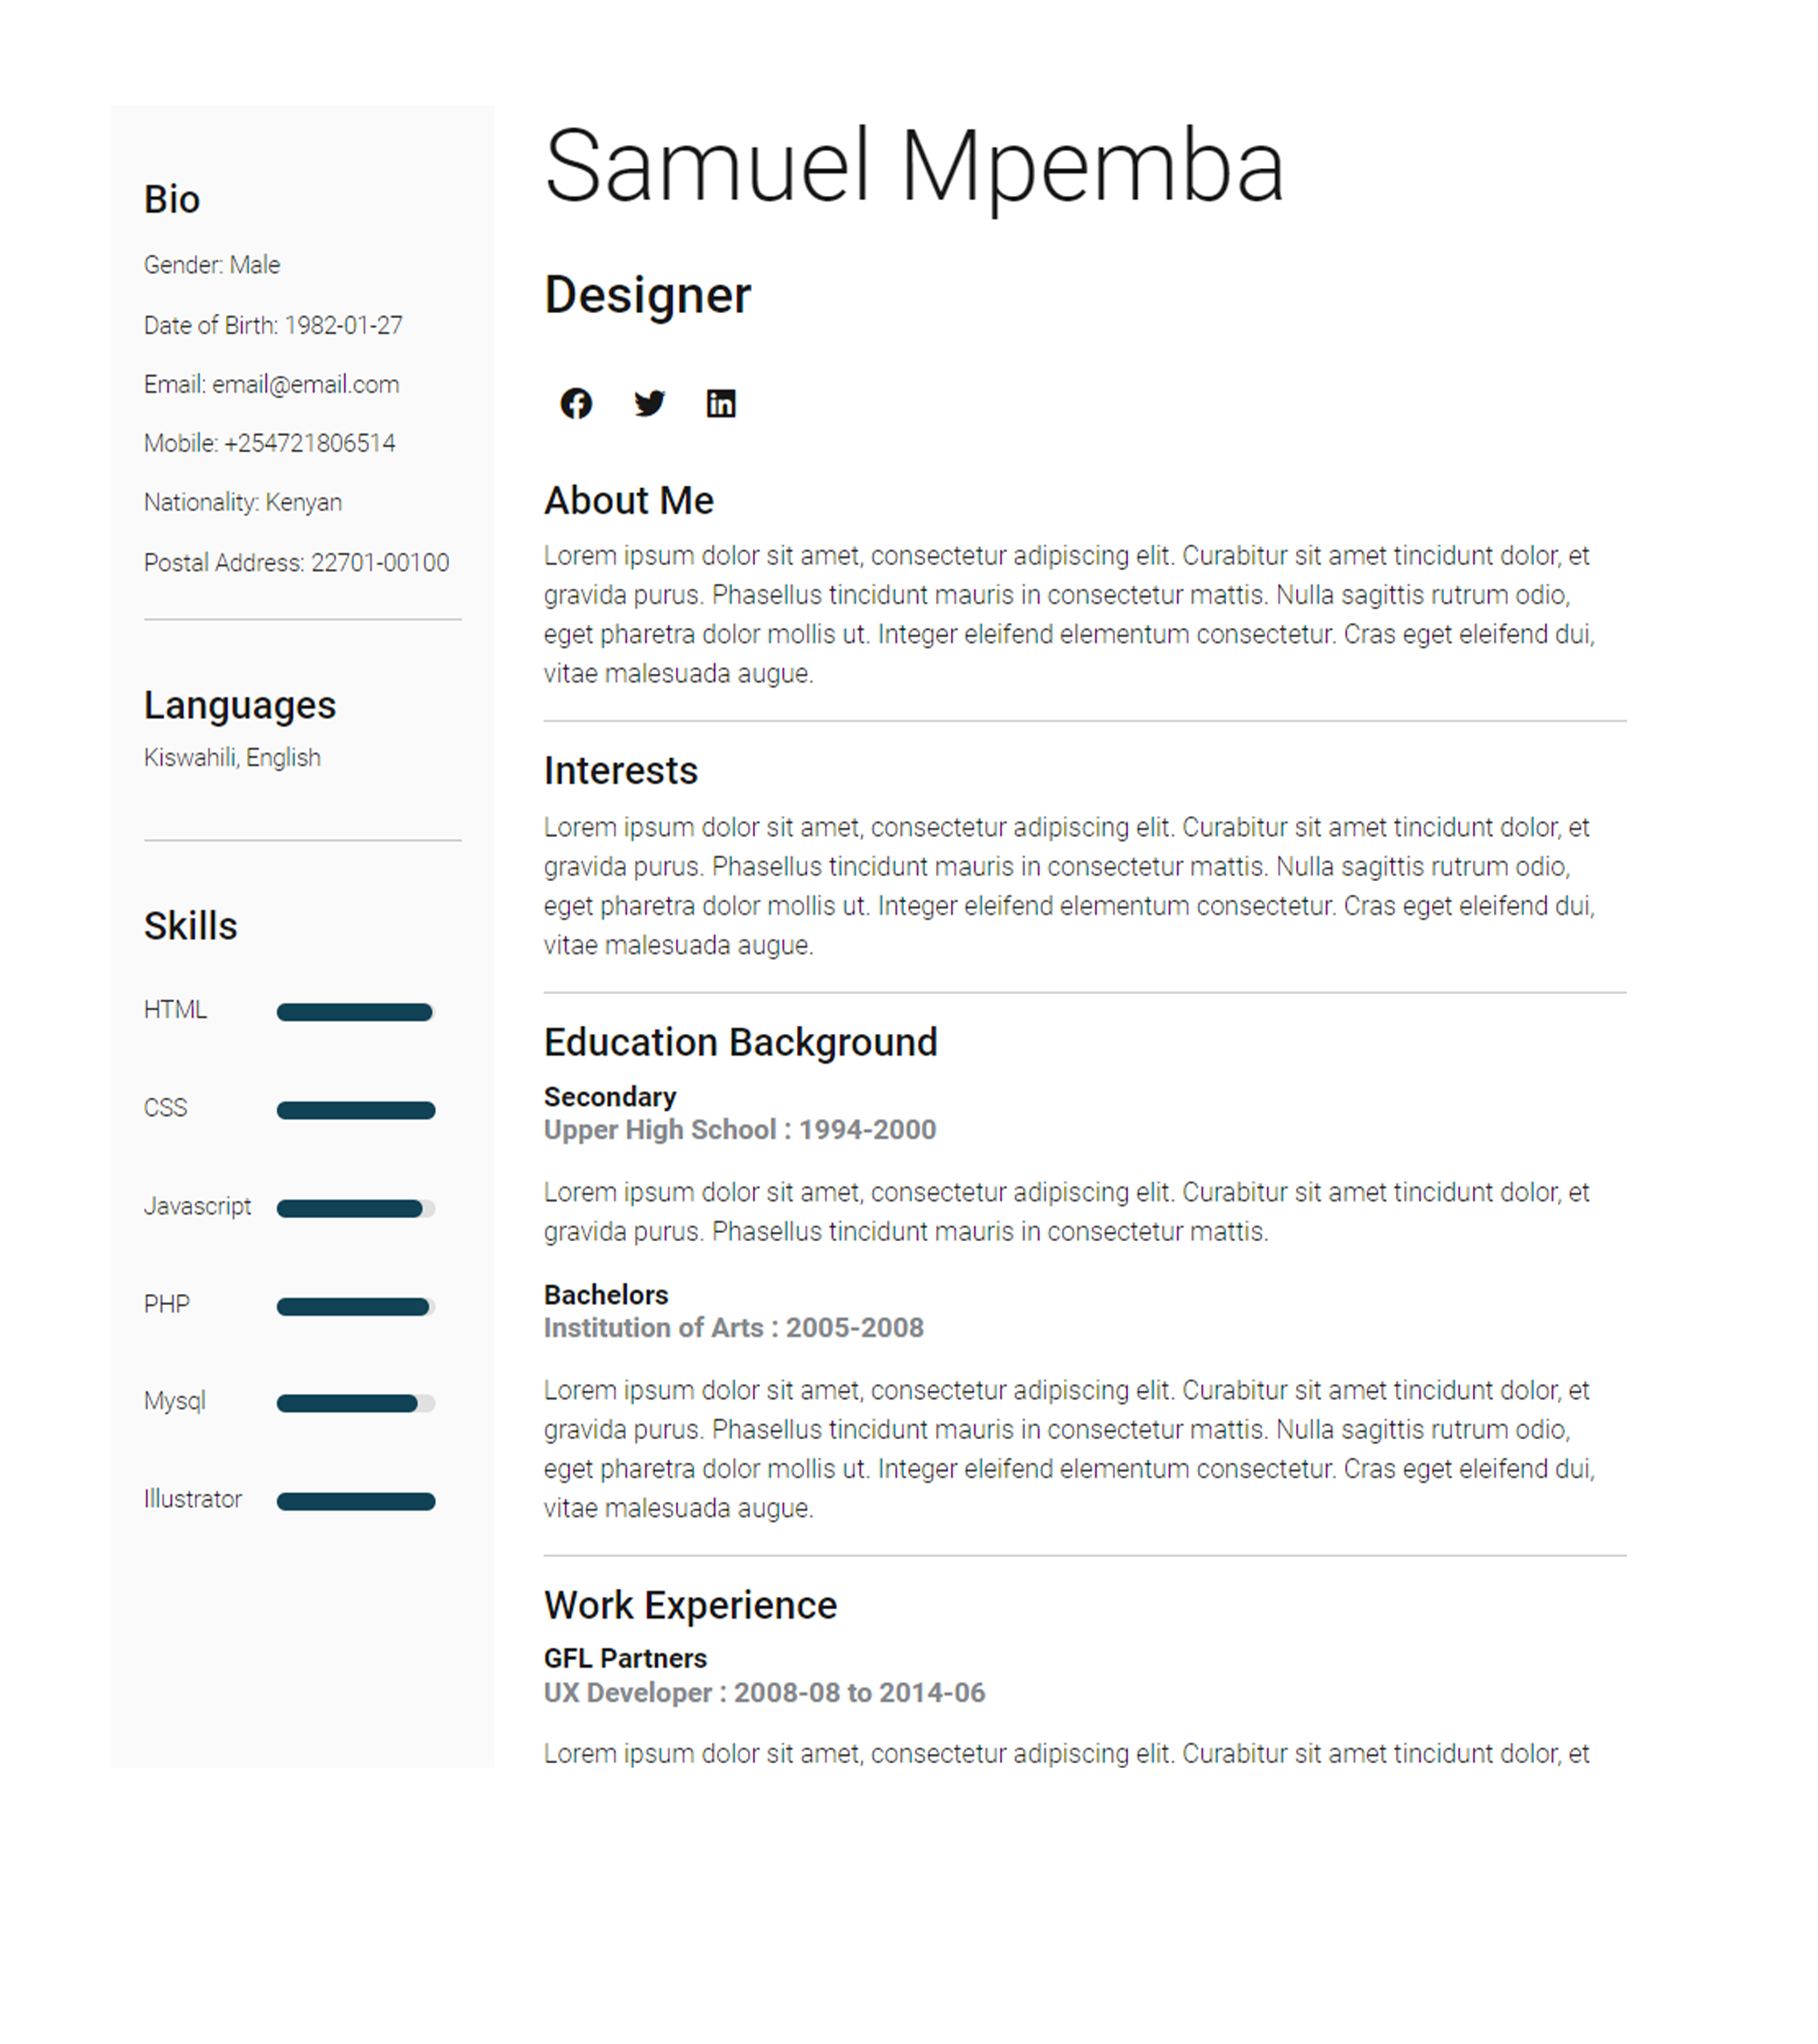 Bio
Gender: Male
Date of Birth: 1982-01-27
Email: email@email.com
Mobile: +254721806514
Nationality: Kenyan
Postal Address: 22701-00100
Languages
Kiswahili, English
Skills
HTML
CSS
Javascript
PHP
Mysql
Illustrator
Samuel Mpemba
Designer
About Me
Lorem ipsum dolor sit amet, consectetur adipiscing elit. Curabitur sit amet tincidunt dolor, et
gravida purus. Phasellus tincidunt mauris in consectetur mattis. Nulla sagittis rutrum odio,
eget pharetra dolor mollis ut. Integer eleifend elementum consectetur. Cras eget eleifend dui,
vitae malesuada augue.
Interests
Lorem ipsum dolor sit amet, consectetur adipiscing elit. Curabitur sit amet tincidunt dolor, et
gravida purus. Phasellus tincidunt mauris in consectetur mattis. Nulla sagittis rutrum odio,
eget pharetra dolor mollis ut. Integer eleifend elementum consectetur. Cras eget eleifend dui,
vitae malesuada augue.
Education Background
Secondary
Upper High School : 1994-2000
Lorem ipsum dolor sit amet, consectetur adipiscing elit. Curabitur sit amet tincidunt dolor, et
gravida purus. Phasellus tincidunt mauris in consectetur mattis.
Bachelors
Institution of Arts : 2005-2008
Lorem ipsum dolor sit amet, consectetur adipiscing elit. Curabitur sit amet tincidunt dolor, et
gravida purus. Phasellus tincidunt mauris in consectetur mattis. Nulla sagittis rutrum odio,
eget pharetra dolor mollis ut. Integer eleifend elementum consectetur. Cras eget eleifend dui,
vitae malesuada augue.
Work Experience
GFL Partners
UX Developer : 2008-08 to 2014-06
Lorem ipsum dolor sit amet, consectetur adipiscing elit. Curabitur sit amet tincidunt dolor, et